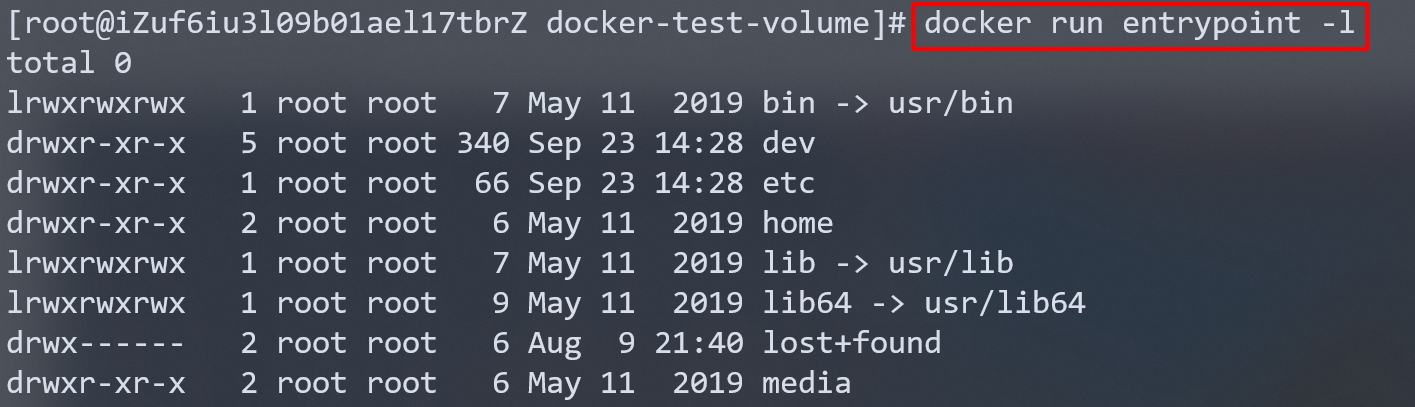 [root@iZuf6iu3l09b01ael17tbrZ docker-test-volume]# docker run entrypoint -l
total 0
lrwxrwxrwx   1 root root   7 May 11  2019 bin -> usr/bin
drwxr-xr-x   5 root root 340 Sep 23 14:28 dev
drwxr-xr-x   1 root root  66 Sep 23 14:28 etc
drwxr-xr-x   2 root root   6 May 11  2019 home
lrwxrwxrwx   1 root root   7 May 11  2019 lib -> usr/lib
lrwxrwxrwx   1 root root   9 May 11  2019 lib64 -> usr/lib64
drwx------   2 root root   6 Aug  9 21:40 lost+found
drwxr-xr-x   2 root root   6 May 11  2019 media